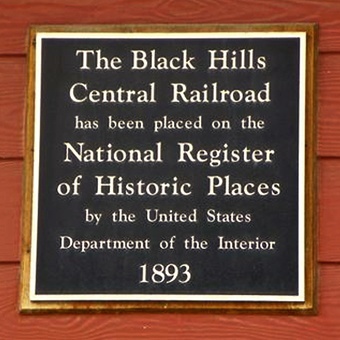 The Black Hills
Central Railroad
has been placed on the
National Register
of Historic Places
by the United States
Department of the Interior
1893